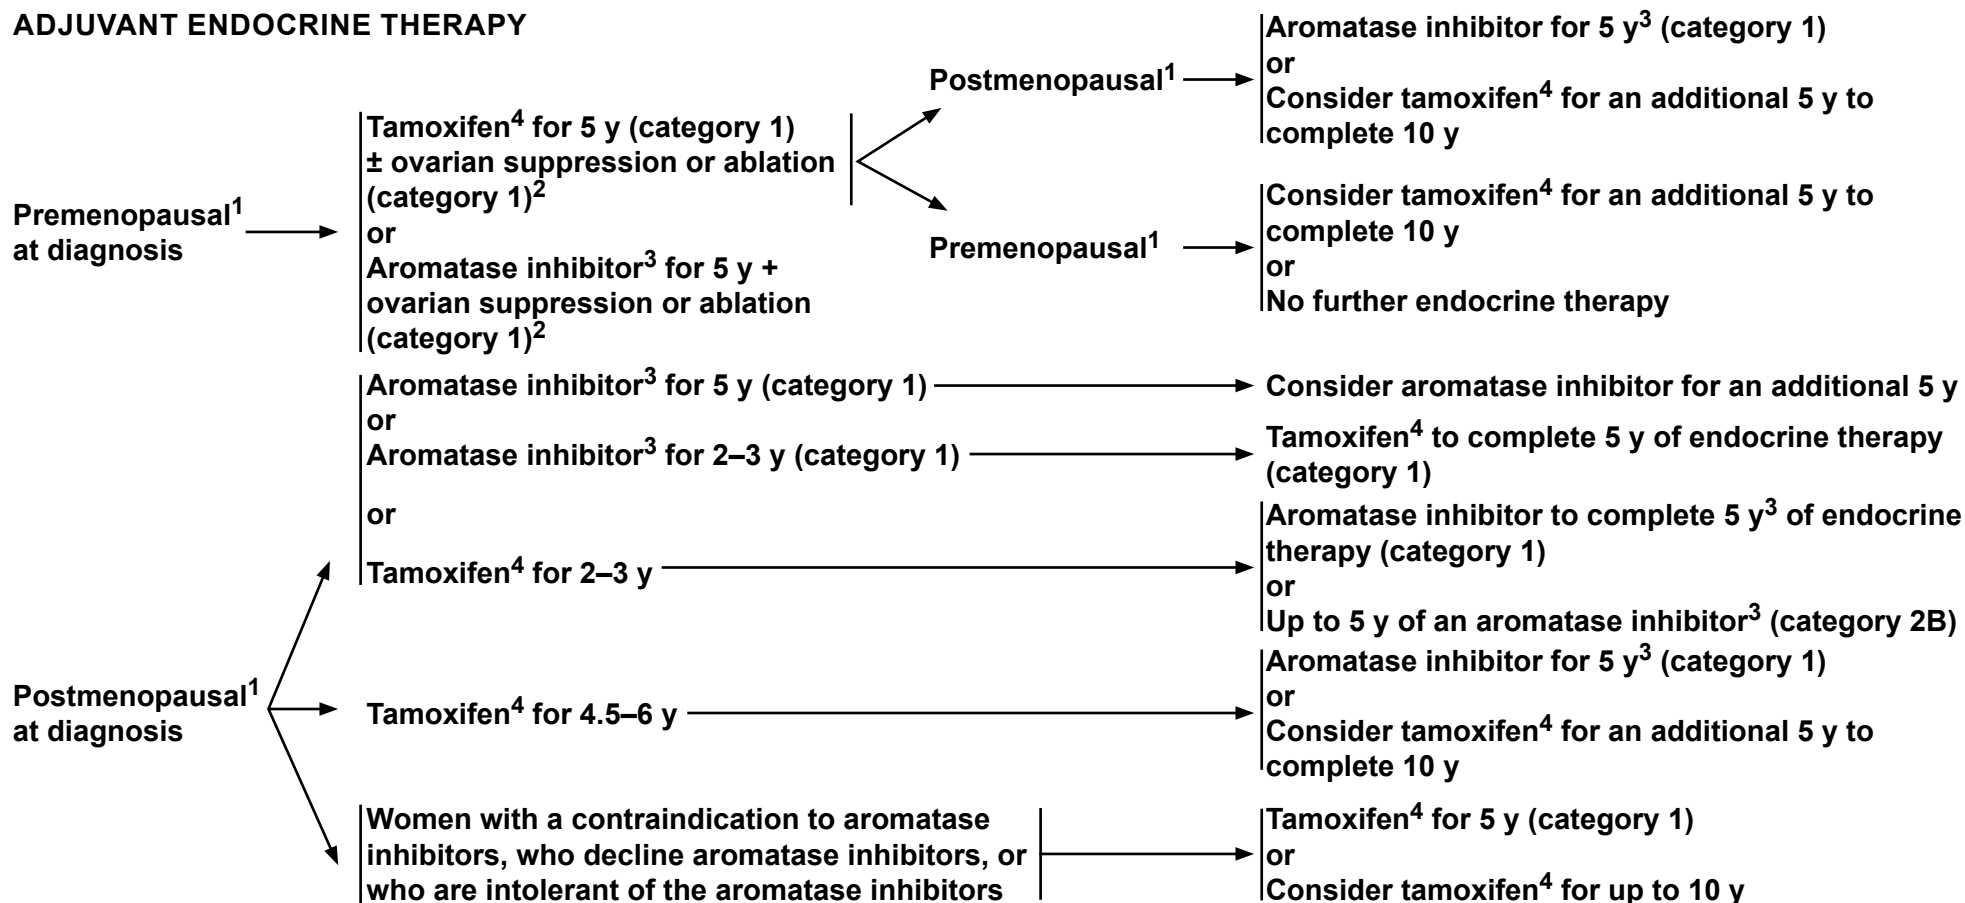 ADJUVANT ENDOCRINE THERAPY
Premenopausal1
at diagnosis
Tamoxifen4 for 5 y (category 1)
± ovarian suppression or ablation
(category 1)2
or
Aromatase inhibitor3 for 5 y +
ovarian suppression or ablation
(category 1)2
Postmenopausal1
Aromatase inhibitor for 5 y3 (category 1)
or
Consider tamoxifen4 for an additional 5 y to
complete 10 y
Premenopausal1
Consider tamoxifen4 for an additional 5 y to
complete 10 y
or
No further endocrine therapy
Postmenopausal1
at diagnosis
Aromatase inhibitor3 for 5 y (category 1)
Consider aromatase inhibitor for an additional 5 y
or
Aromatase inhibitor3 for 2–3 y (category 1)
Tamoxifen4 to complete 5 y of endocrine therapy
(category 1)
or
Tamoxifen4 for 2–3 y
Aromatase inhibitor to complete 5 y3 of endocrine
therapy (category 1)
or
Up to 5 y of an aromatase inhibitor3 (category 2B)
Tamoxifen4 for 4.5–6 y
Aromatase inhibitor for 5 y3 (category 1)
or
Consider tamoxifen4 for an additional 5 y to
complete 10 y
Women with a contraindication to aromatase
inhibitors, who decline aromatase inhibitors, or
who are intolerant of the aromatase inhibitors
Tamoxifen4 for 5 y (category 1)
or
Consider tamoxifen4 for up to 10 y